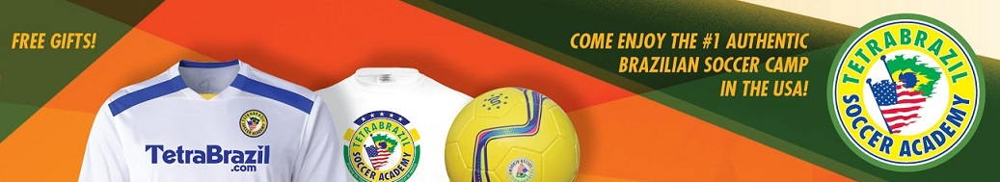 FREE GIFTS!
COME ENJOY THE #1 AUTHENTIC
BRAZILIAN SOCCER CAMP
IN THE USA!
TETRABRAZIL
SOCCER ACADEMY
TetraBrazil
.com
TETRABRAZIL
SOCCER ACADEMY